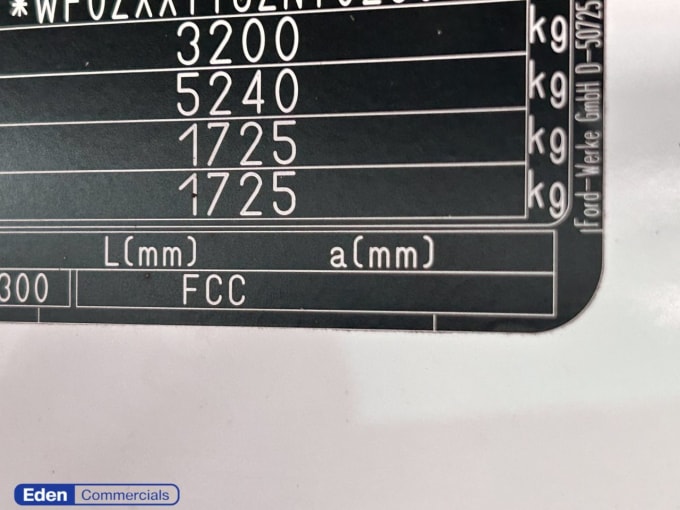 3200 kg
5240 kg
1725 kg
1725 kg
L(mm) a(mm)
300 FCC
Ford-Werke GmbH D-50725
Eden Commercials